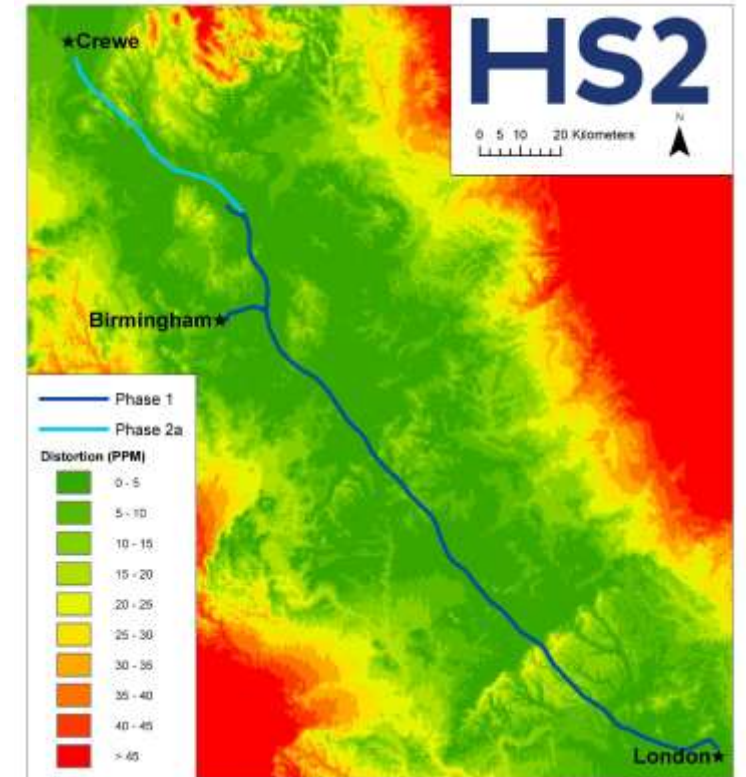 ★Crewe
HS2
N
0 5 10 20 Kilometers
Birmingham★
Phase 1
Phase 2a
Distortion (PPM)
0 - 5
5 - 10
10 - 15
15 - 20
20 - 25
25 - 30
30 - 35
35 - 40
40 - 45
> 45
London★